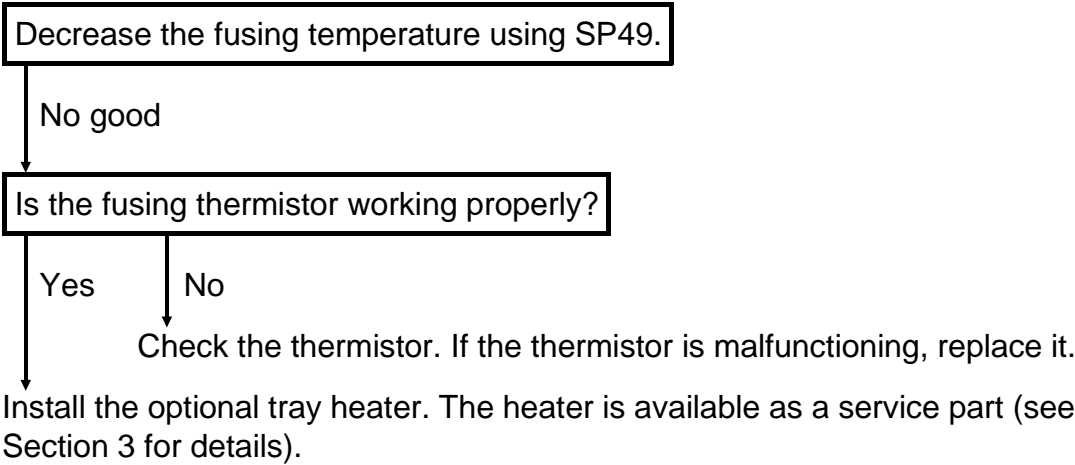 Decrease the fusing temperature using SP49.
No good
Is the fusing thermistor working properly?
Yes
No
Check the thermistor. If the thermistor is malfunctioning, replace it.
Install the optional tray heater. The heater is available as a service part (see
Section 3 for details).